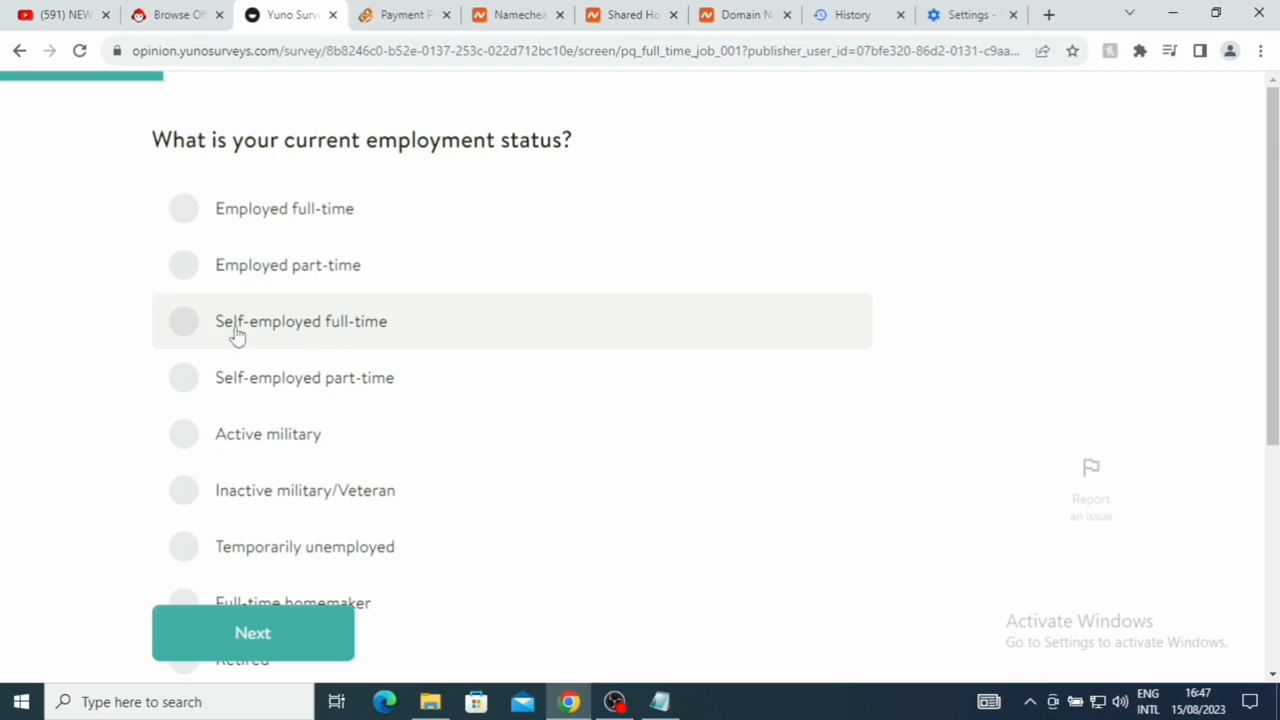 (591) NEW
Browse Of
Yuno Surv
Payment P
Namechea
Shared Ho
Domain N
History
Settings -
opinion.yunosurveys.com/survey/8b8246c0-b52e-0137-253c-022d712bc10e/screen/pq_full_time_job_001?publisher_user_id=07bfe320-86d2-0131-c9aa...
What is your current employment status?
Employed full-time
Employed part-time
Self-employed full-time
Self-employed part-time
Active military
Inactive military/Veteran
Temporarily unemployed
Full-time homemaker
Next
Retired
Report
an issue
Activate Windows
Go to Settings to activate Windows.
Type here to search
ENG
INTL
16:47
15/08/2023